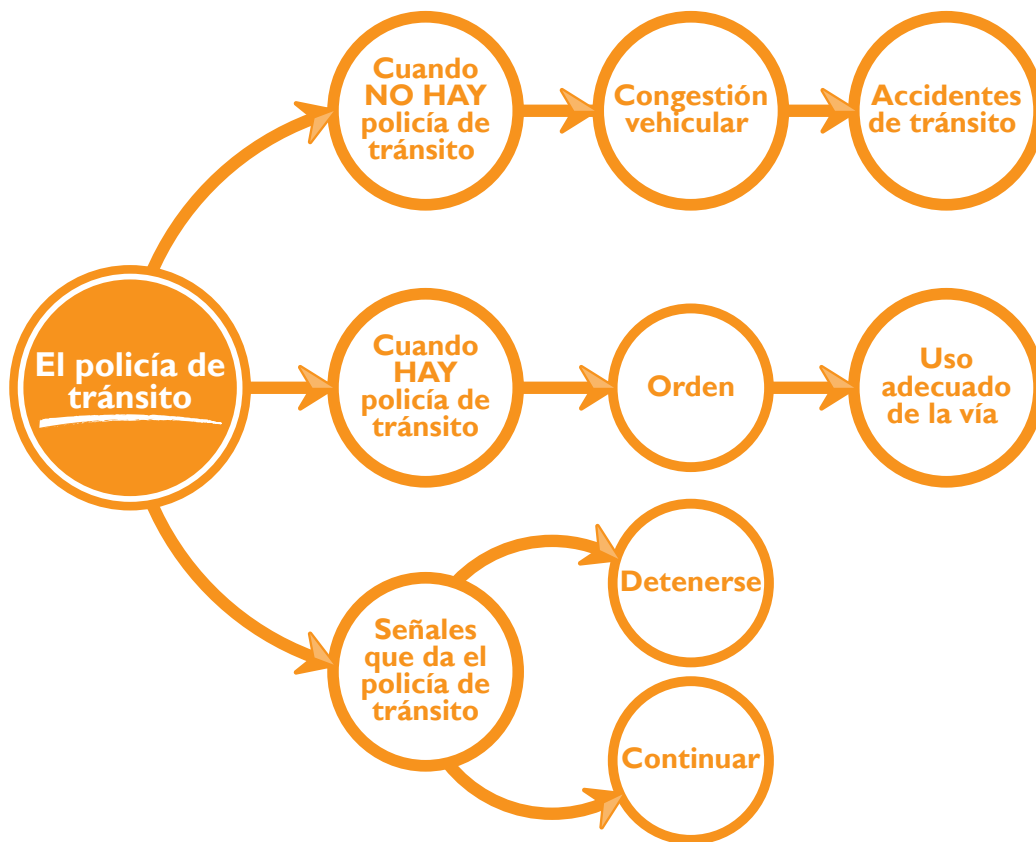 El policía de
tránsito
Cuando
NO HAY
policía de
tránsito
Congestión
vehicular
Accidentes
de tránsito
Cuando
HAY
policía de
tránsito
Orden
Uso
adecuado
de la vía
Señales
que da el
policía de
tránsito
Detenerse
Continuar